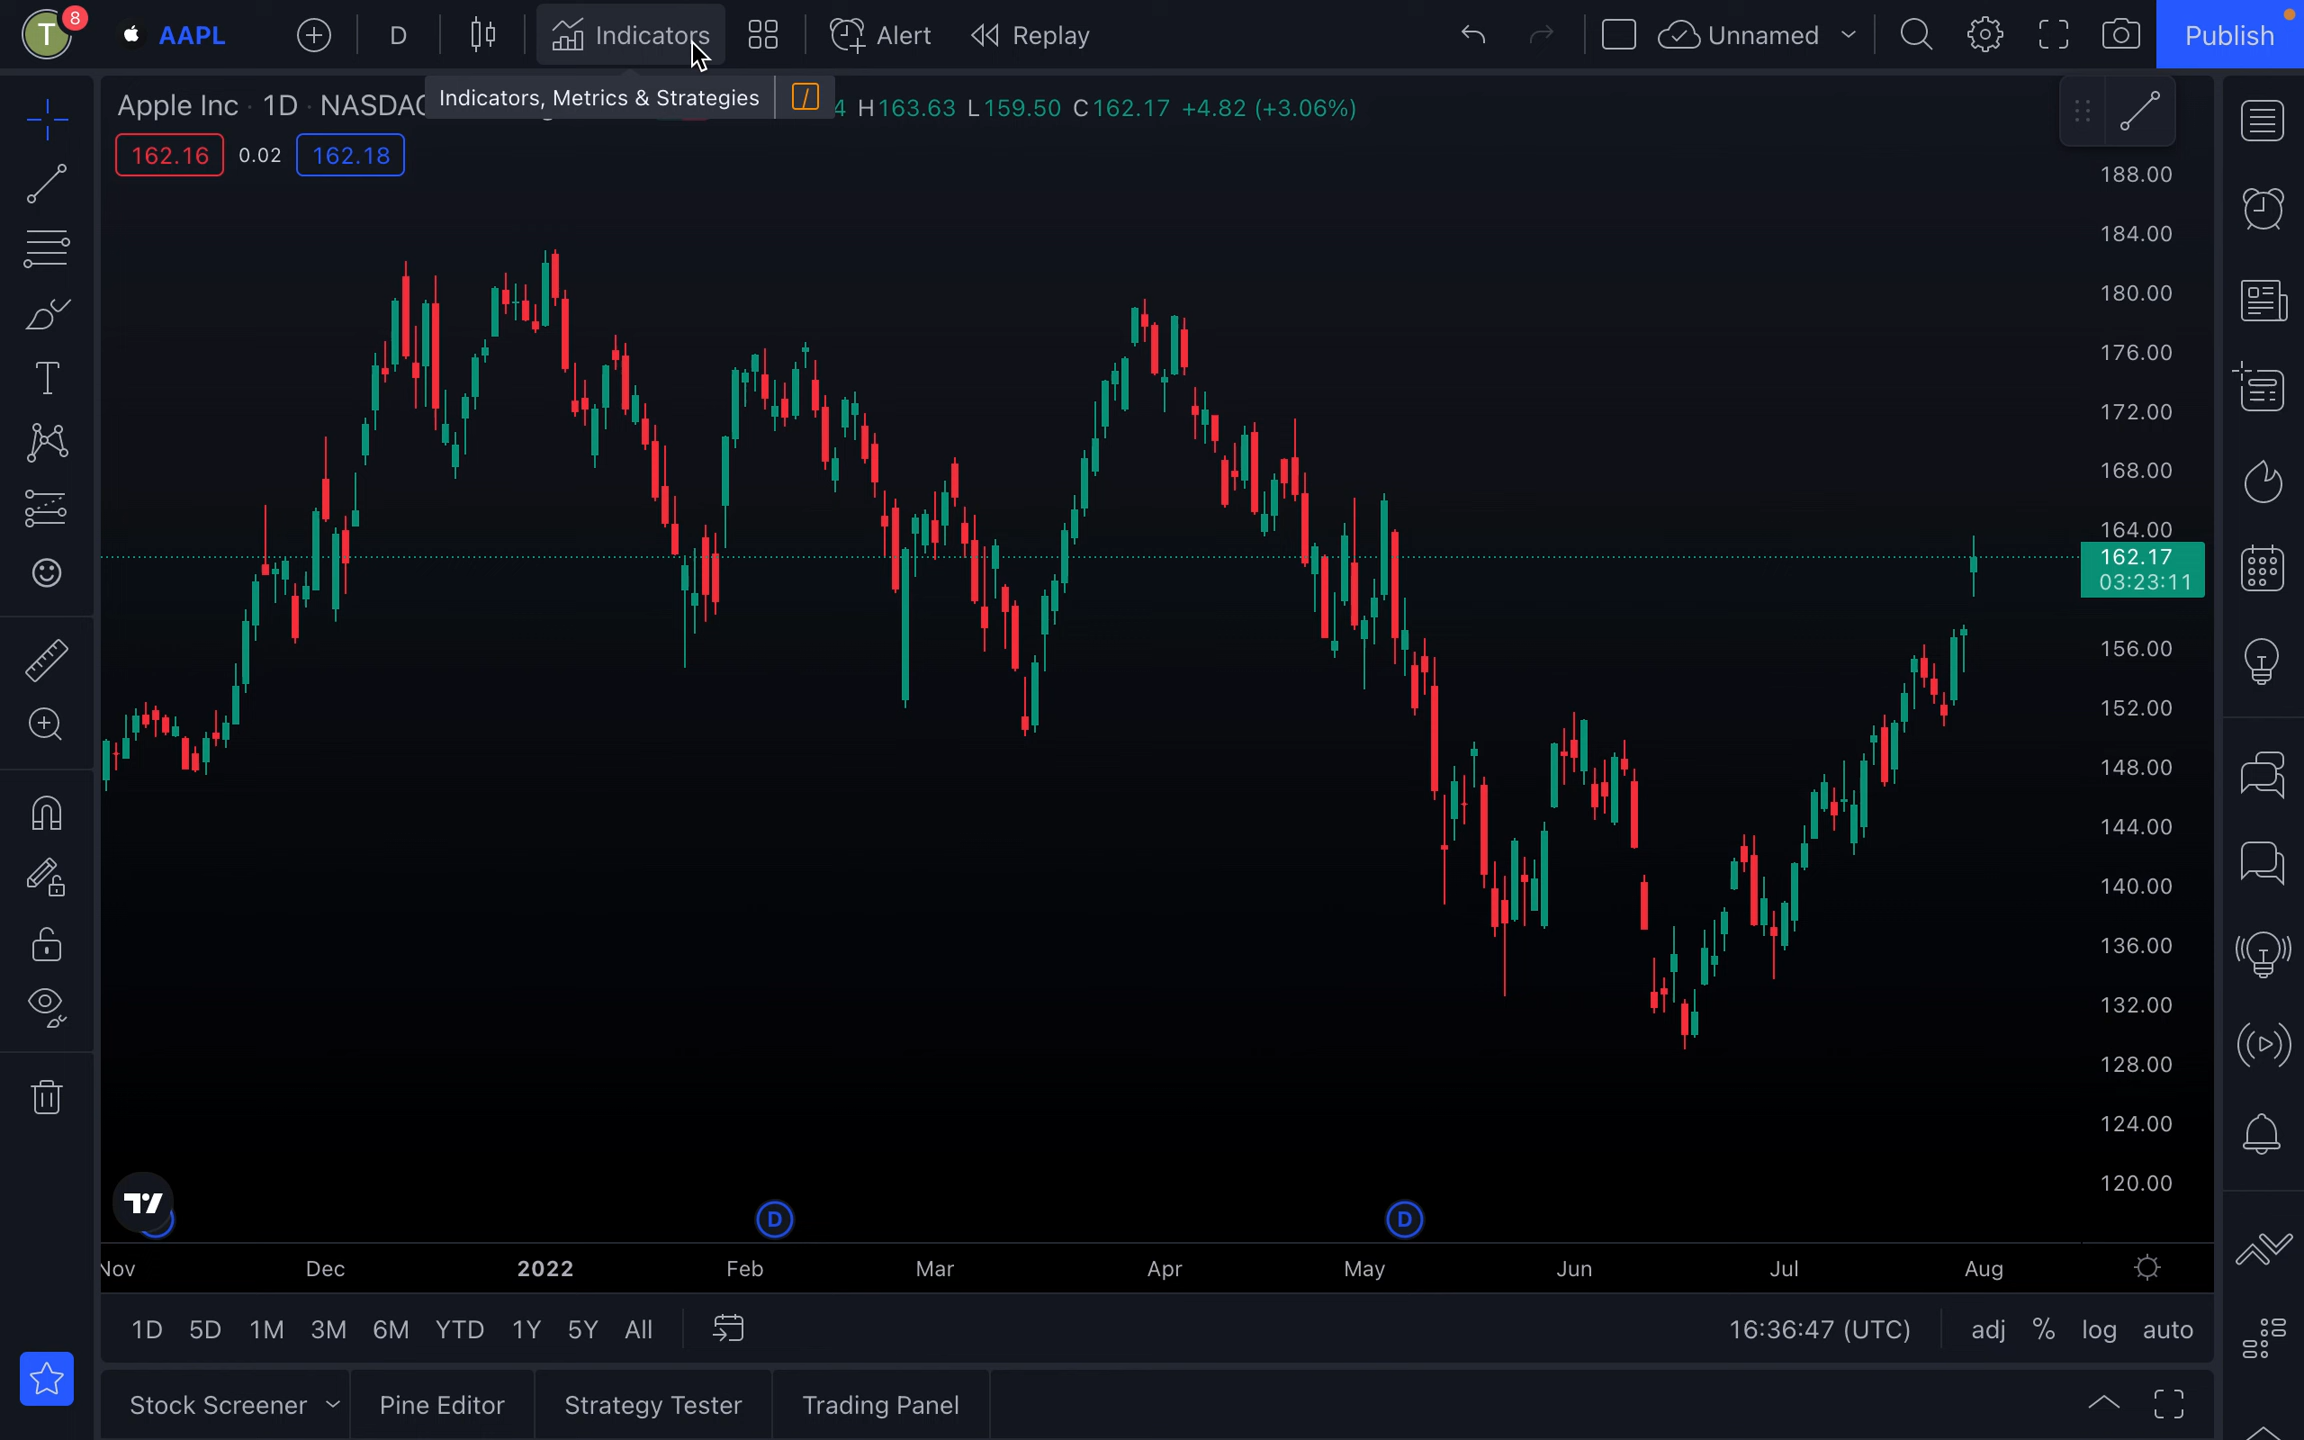 T 8 AAPL D Indicators Alert Replay Unnamed Publish
Indicators, Metrics & Strategies /
Apple Inc · 1D · NASDAQ 4 H163.63 L159.50 C162.17 +4.82 (+3.06%)
162.16 0.02 162.18
188.00
184.00
180.00
176.00
172.00
168.00
164.00
162.17
03:23:11
156.00
152.00
148.00
144.00
140.00
136.00
132.00
128.00
124.00
120.00
D D
Nov Dec 2022 Feb Mar Apr May Jun Jul Aug
1D 5D 1M 3M 6M YTD 1Y 5Y All 16:36:47 (UTC) adj % log auto
Stock Screener Pine Editor Strategy Tester Trading Panel